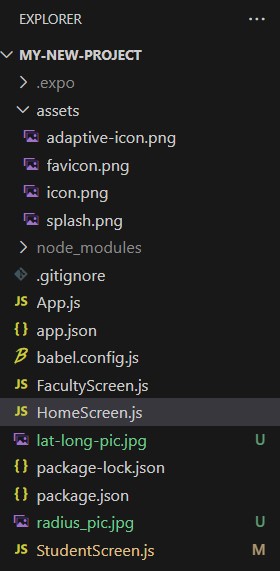 EXPLORER ...
MY-NEW-PROJECT
.expo
assets
adaptive-icon.png
favicon.png
icon.png
splash.png
node_modules
.gitignore
JS App.js
{} app.json
B babel.config.js
JS FacultyScreen.js
JS HomeScreen.js
lat-long-pic.jpg U
{} package-lock.json
{} package.json
radius_pic.jpg U
JS StudentScreen.js M